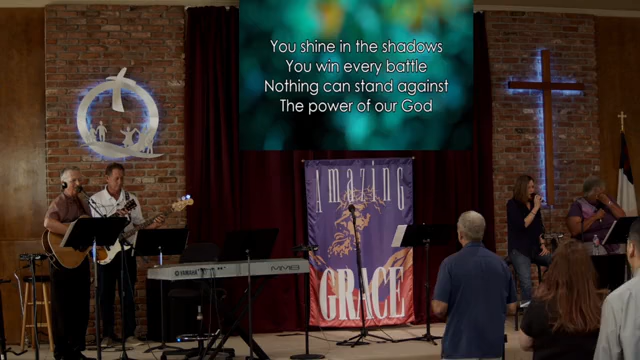 You shine in the shadows
You win every battle
Nothing can stand against
The power of our God
Amazing
GRACE